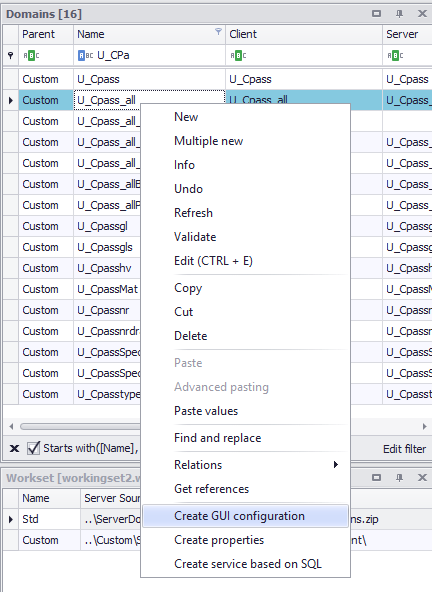 Domains [16]
Parent Name Client Server
ABC ABC U_CPa ABC ABC
Custom U_Cpass U_Cpass U_Cpass
Custom U_Cpass_all U_Cpass_all U_Cpass_
Custom U_Cpass_all_
Custom U_Cpass_all_ U_Cpass_
Custom U_Cpass_allE U_Cpass_
Custom U_Cpass_allP U_Cpass_
Custom U_Cpassgl U_Cpassg
Custom U_Cpassgls U_Cpassg
Custom U_Cpasshv U_Cpassh
Custom U_CpassMat U_Cpass
Custom U_Cpassnr U_Cpassn
Custom U_Cpassnrdr U_Cpassn
Custom U_CpassSpec U_CpassS
Custom U_CpassSpec U_CpassS
Custom U_Cpasstype U_Cpasst
New
Multiple new
Info
Undo
Refresh
Validate
Edit (CTRL + E)
Copy
Cut
Delete
Paste
Advanced pasting
Paste values
Find and replace
Relations
Get references
Create GUI configuration
Create properties
Create service based on SQL
Starts with([Name], Edit filter
Workset [workingset2.w
Name Server Sour
Std ..\ServerDo ns.zip
Custom ..\Custom\S nt\